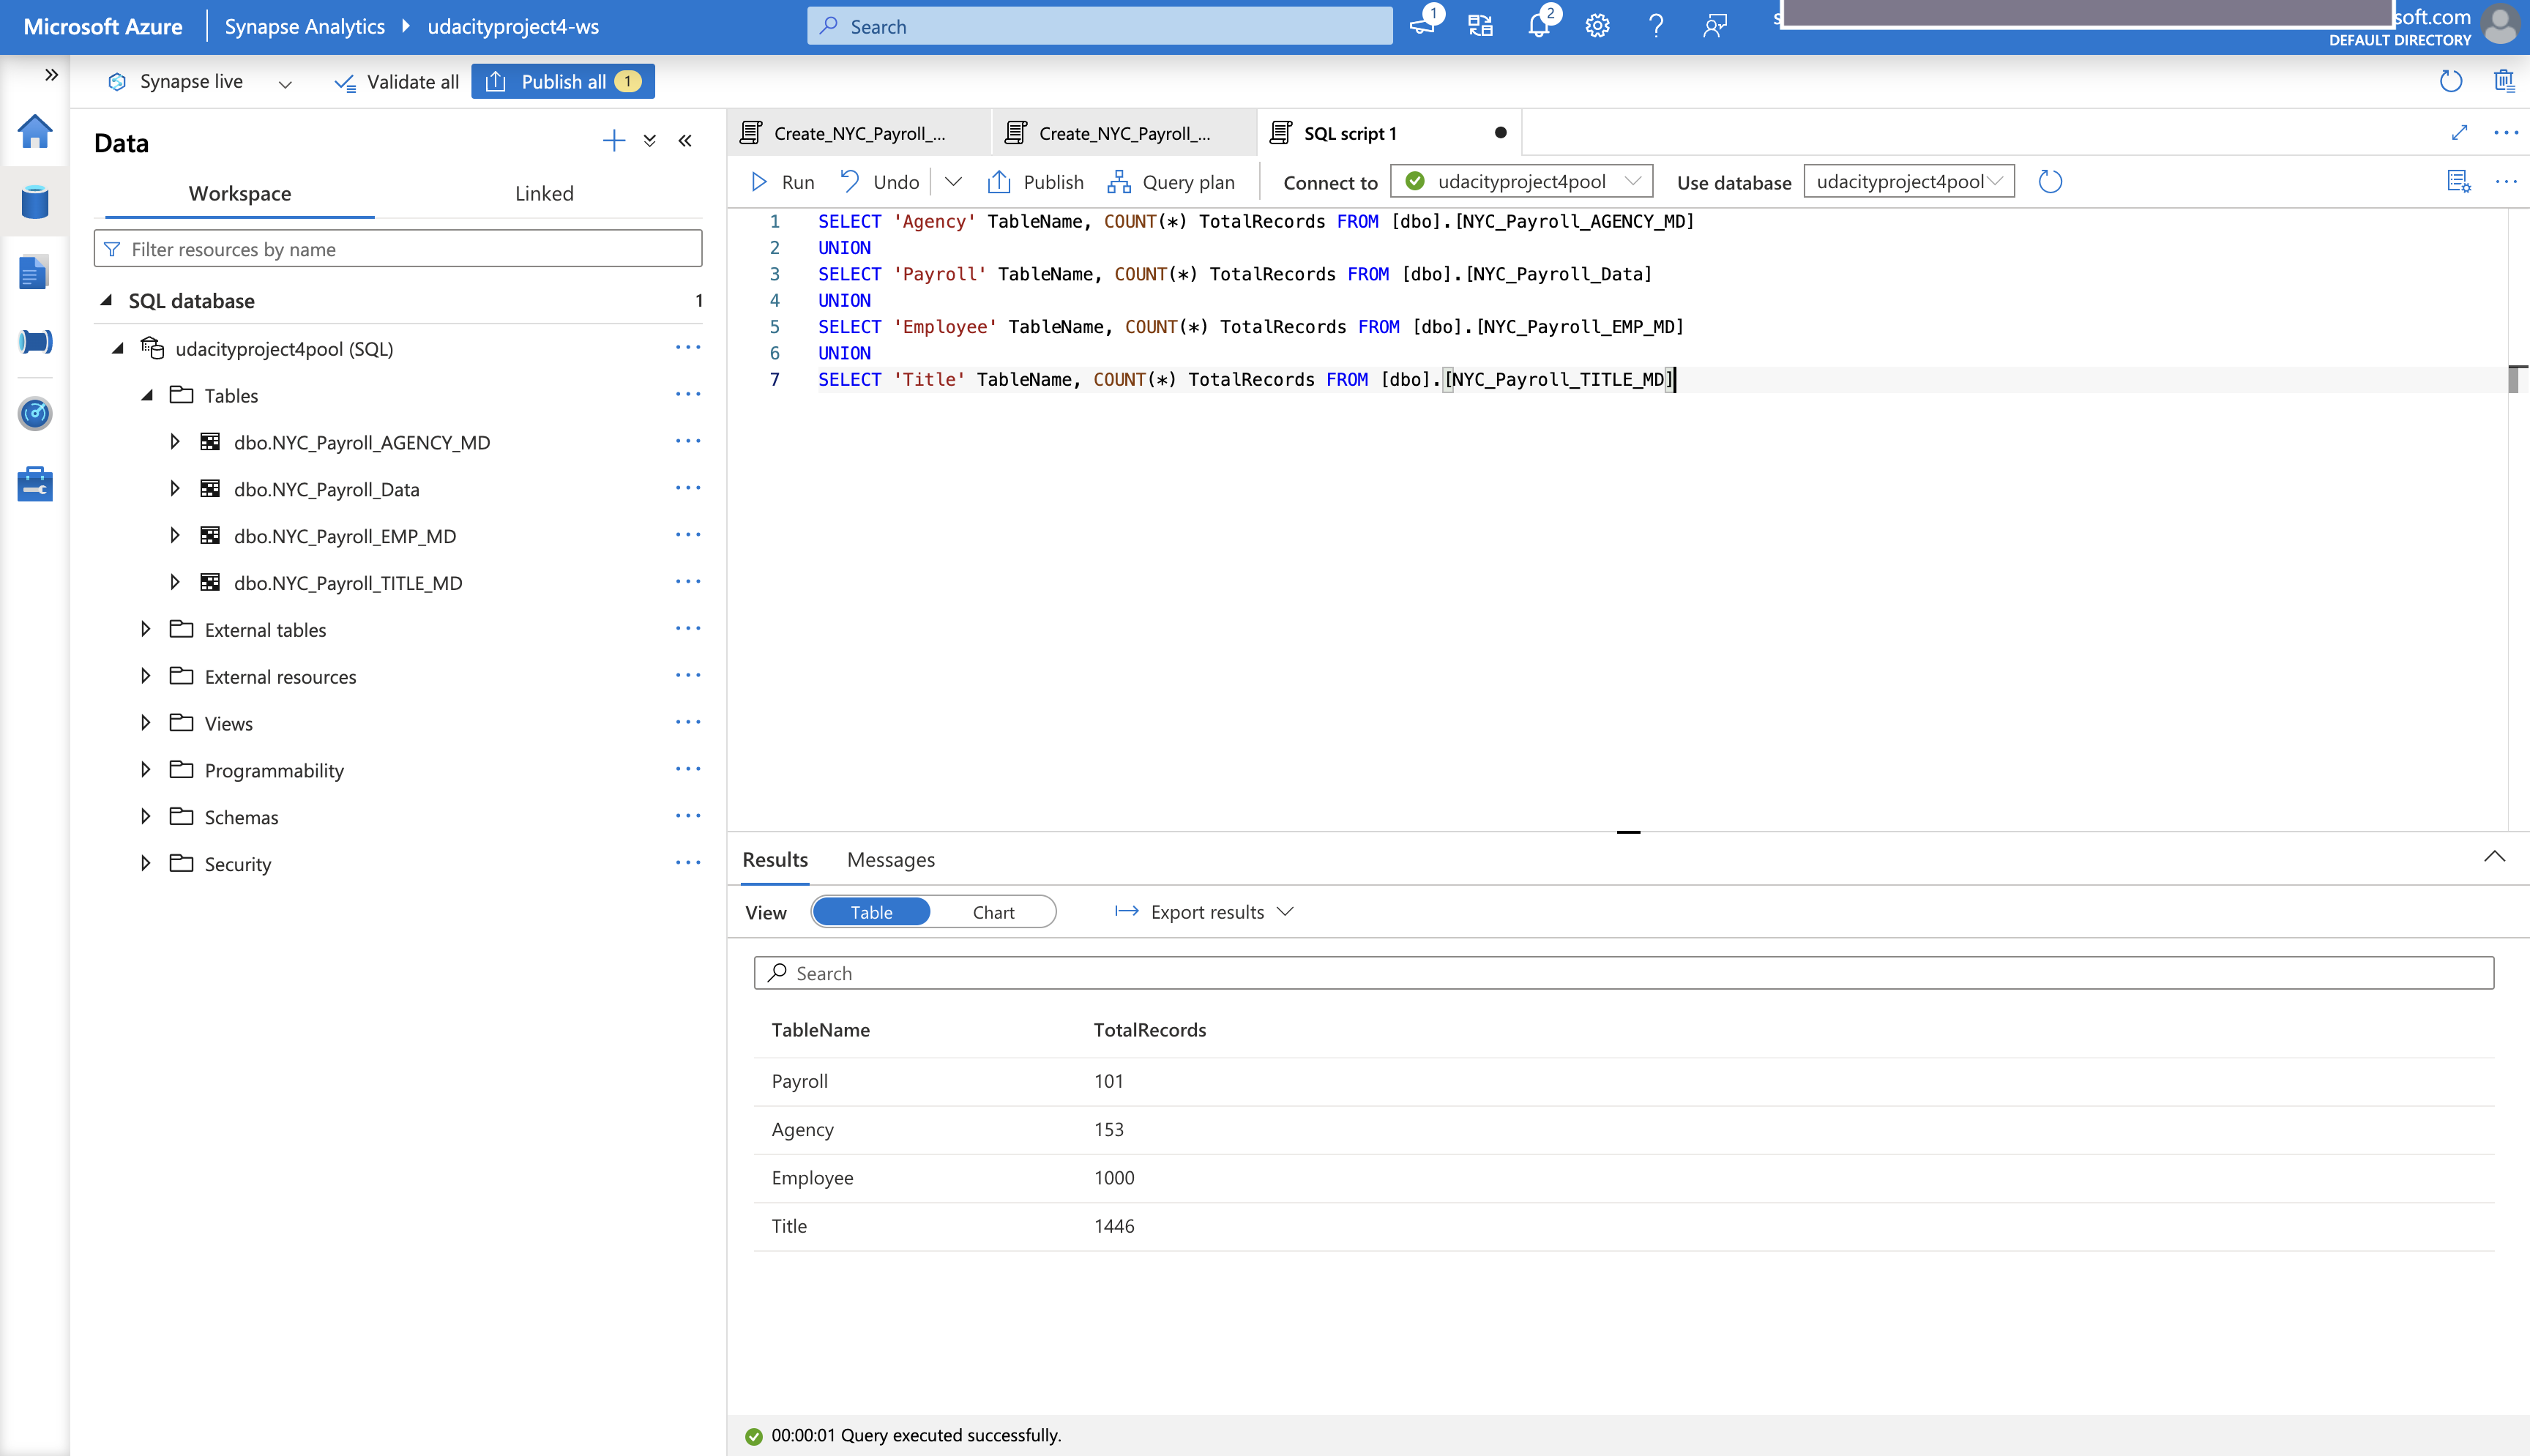 Microsoft Azure
Synapse Analytics
udacityproject4-ws
Search
1
2
soft.com
DEFAULT DIRECTORY
Synapse live
Validate all
Publish all 1
Data
Workspace
Linked
Filter resources by name
SQL database 1
udacityproject4pool (SQL)
Tables
dbo.NYC_Payroll_AGENCY_MD
dbo.NYC_Payroll_Data
dbo.NYC_Payroll_EMP_MD
dbo.NYC_Payroll_TITLE_MD
External tables
External resources
Views
Programmability
Schemas
Security
Create_NYC_Payroll_...
Create_NYC_Payroll_...
SQL script 1
Run
Undo
Publish
Query plan
Connect to
udacityproject4pool
Use database
udacityproject4pool
1 SELECT 'Agency' TableName, COUNT(*) TotalRecords FROM [dbo].[NYC_Payroll_AGENCY_MD]
2 UNION
3 SELECT 'Payroll' TableName, COUNT(*) TotalRecords FROM [dbo].[NYC_Payroll_Data]
4 UNION
5 SELECT 'Employee' TableName, COUNT(*) TotalRecords FROM [dbo].[NYC_Payroll_EMP_MD]
6 UNION
7 SELECT 'Title' TableName, COUNT(*) TotalRecords FROM [dbo].[NYC_Payroll_TITLE_MD]
Results
Messages
View
Table
Chart
Export results
Search
TableName TotalRecords
Payroll 101
Agency 153
Employee 1000
Title 1446
00:00:01 Query executed successfully.